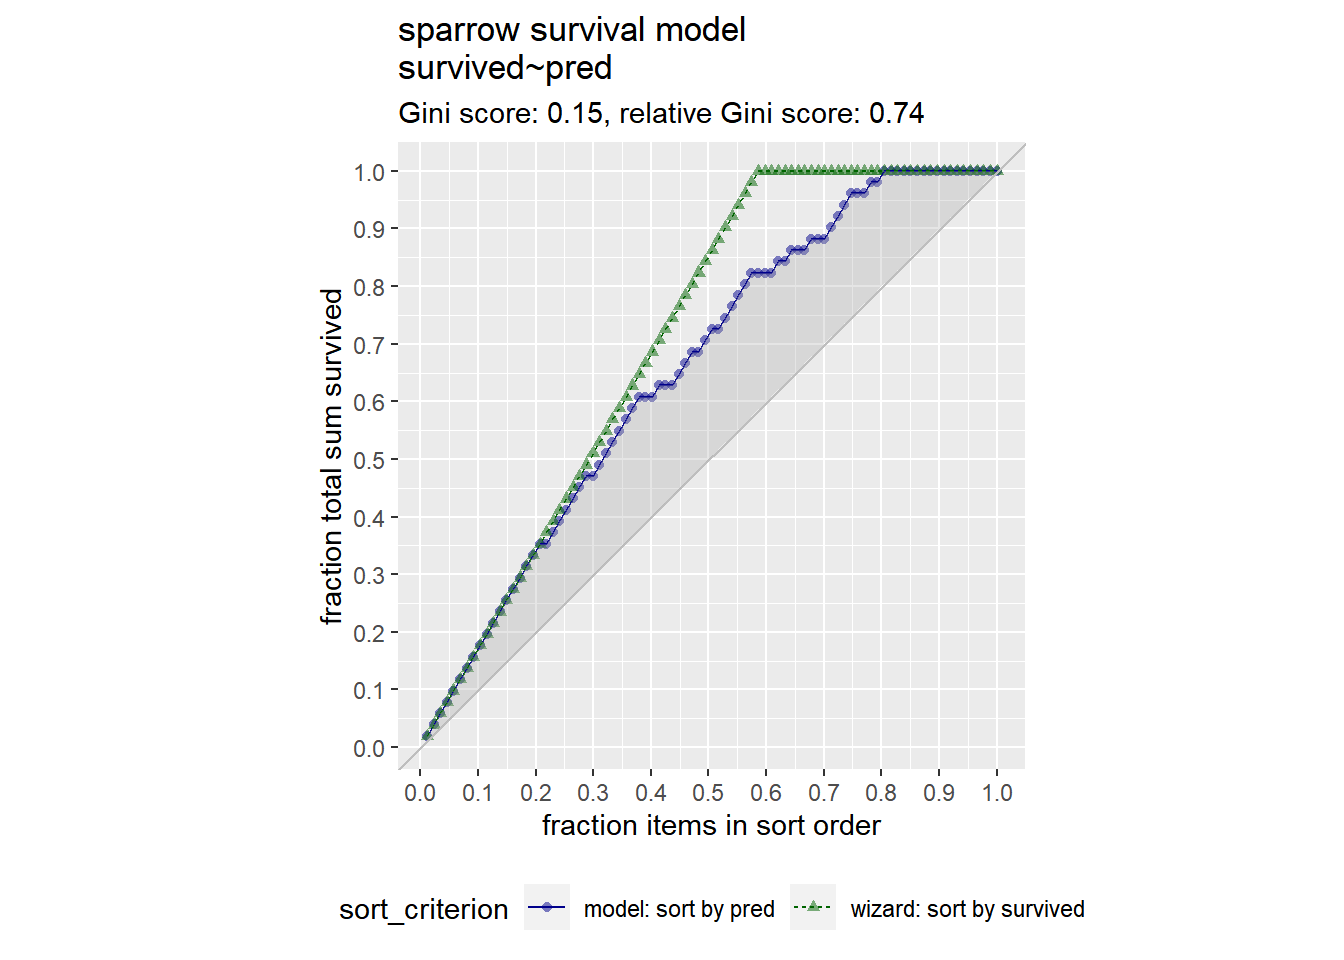 sparrow survival model
survived~pred
Gini score: 0.15, relative Gini score: 0.74
1.0
0.9
0.8
0.7
0.6
0.5
0.4
0.3
0.2
0.1
0.0
fraction total sum survived
0.0 0.1 0.2 0.3 0.4 0.5 0.6 0.7 0.8 0.9 1.0
fraction items in sort order
sort_criterion model: sort by pred wizard: sort by survived